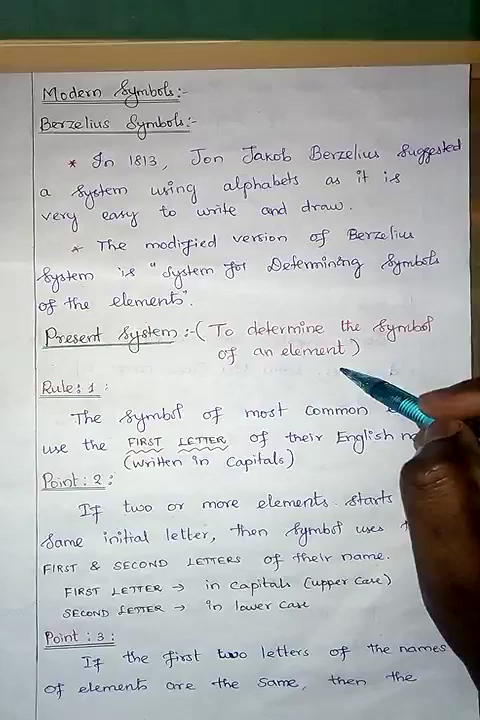 Modern Symbols:-
Berzelius Symbols:-
* In 1813, Jon Jakob Berzelius Suggested
a System using alphabets as it is
very easy to write and draw.
* The modified version of Berzelius
System is "System for Determining Symbols
of the elements".
Present System:- (To determine the Symbol
of an element)
Rule: 1:
The Symbol of most common
use the FIRST LETTER of their English
(Written in Capitals)
Point: 2:
If two or more elements starts
Same initial letter, then Symbol uses
FIRST & SECOND LETTERS of their name.
FIRST LETTER → in capitals (upper case)
SECOND LETTER → in lower case
Point: 3:
If the first two letters of the names
of elements are the same, then the